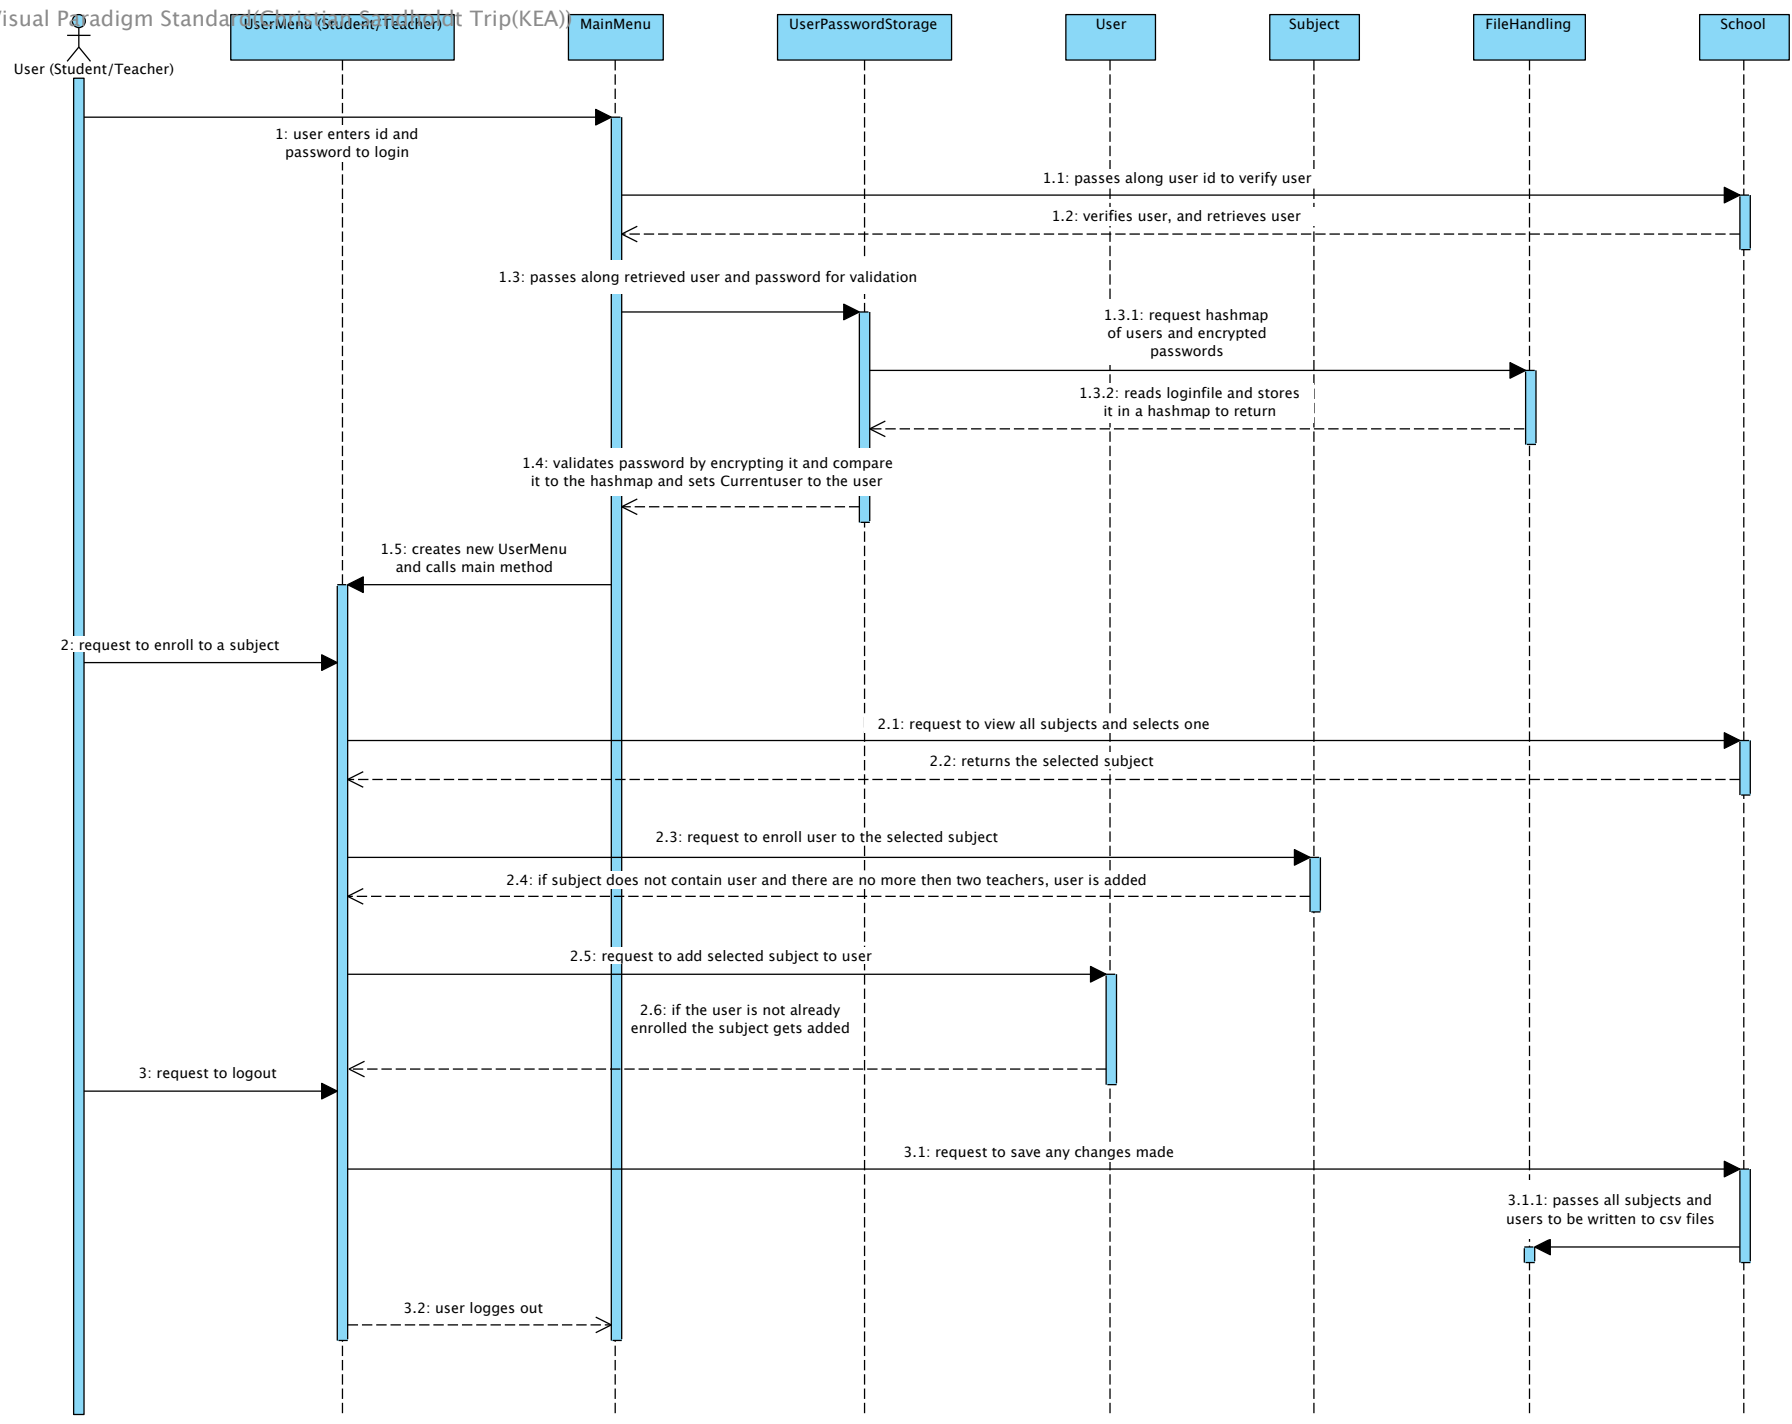 Visual Paradigm Standard(Christian Sandholdt Trip(KEA))
User (Student/Teacher)
UserMenu (Student/Teacher)
MainMenu
UserPasswordStorage
User
Subject
FileHandling
School
1: user enters id and
password to login
1.1: passes along user id to verify user
1.2: verifies user, and retrieves user
1.3: passes along retrieved user and password for validation
1.3.1: request hashmap
of users and encrypted
passwords
1.3.2: reads loginfile and stores
it in a hashmap to return
1.4: validates password by encrypting it and compare
it to the hashmap and sets Currentuser to the user
1.5: creates new UserMenu
and calls main method
2: request to enroll to a subject
2.1: request to view all subjects and selects one
2.2: returns the selected subject
2.3: request to enroll user to the selected subject
2.4: if subject does not contain user and there are no more then two teachers, user is added
2.5: request to add selected subject to user
2.6: if the user is not already
enrolled the subject gets added
3: request to logout
3.1: request to save any changes made
3.1.1: passes all subjects and
users to be written to csv files
3.2: user logges out